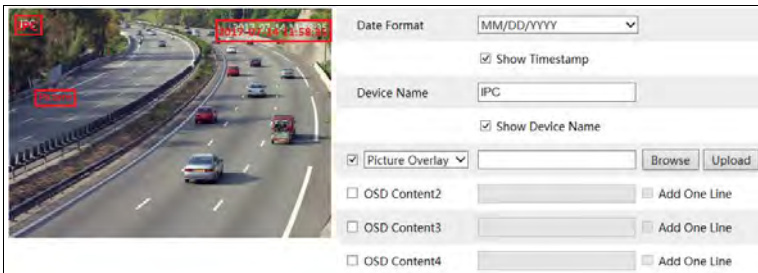 IPC
Date Format
MM/DD/YYYY
Show Timestamp
Device Name
IPC
Show Device Name
Picture Overlay
Browse
Upload
OSD Content2
Add One Line
OSD Content3
Add One Line
OSD Content4
Add One Line